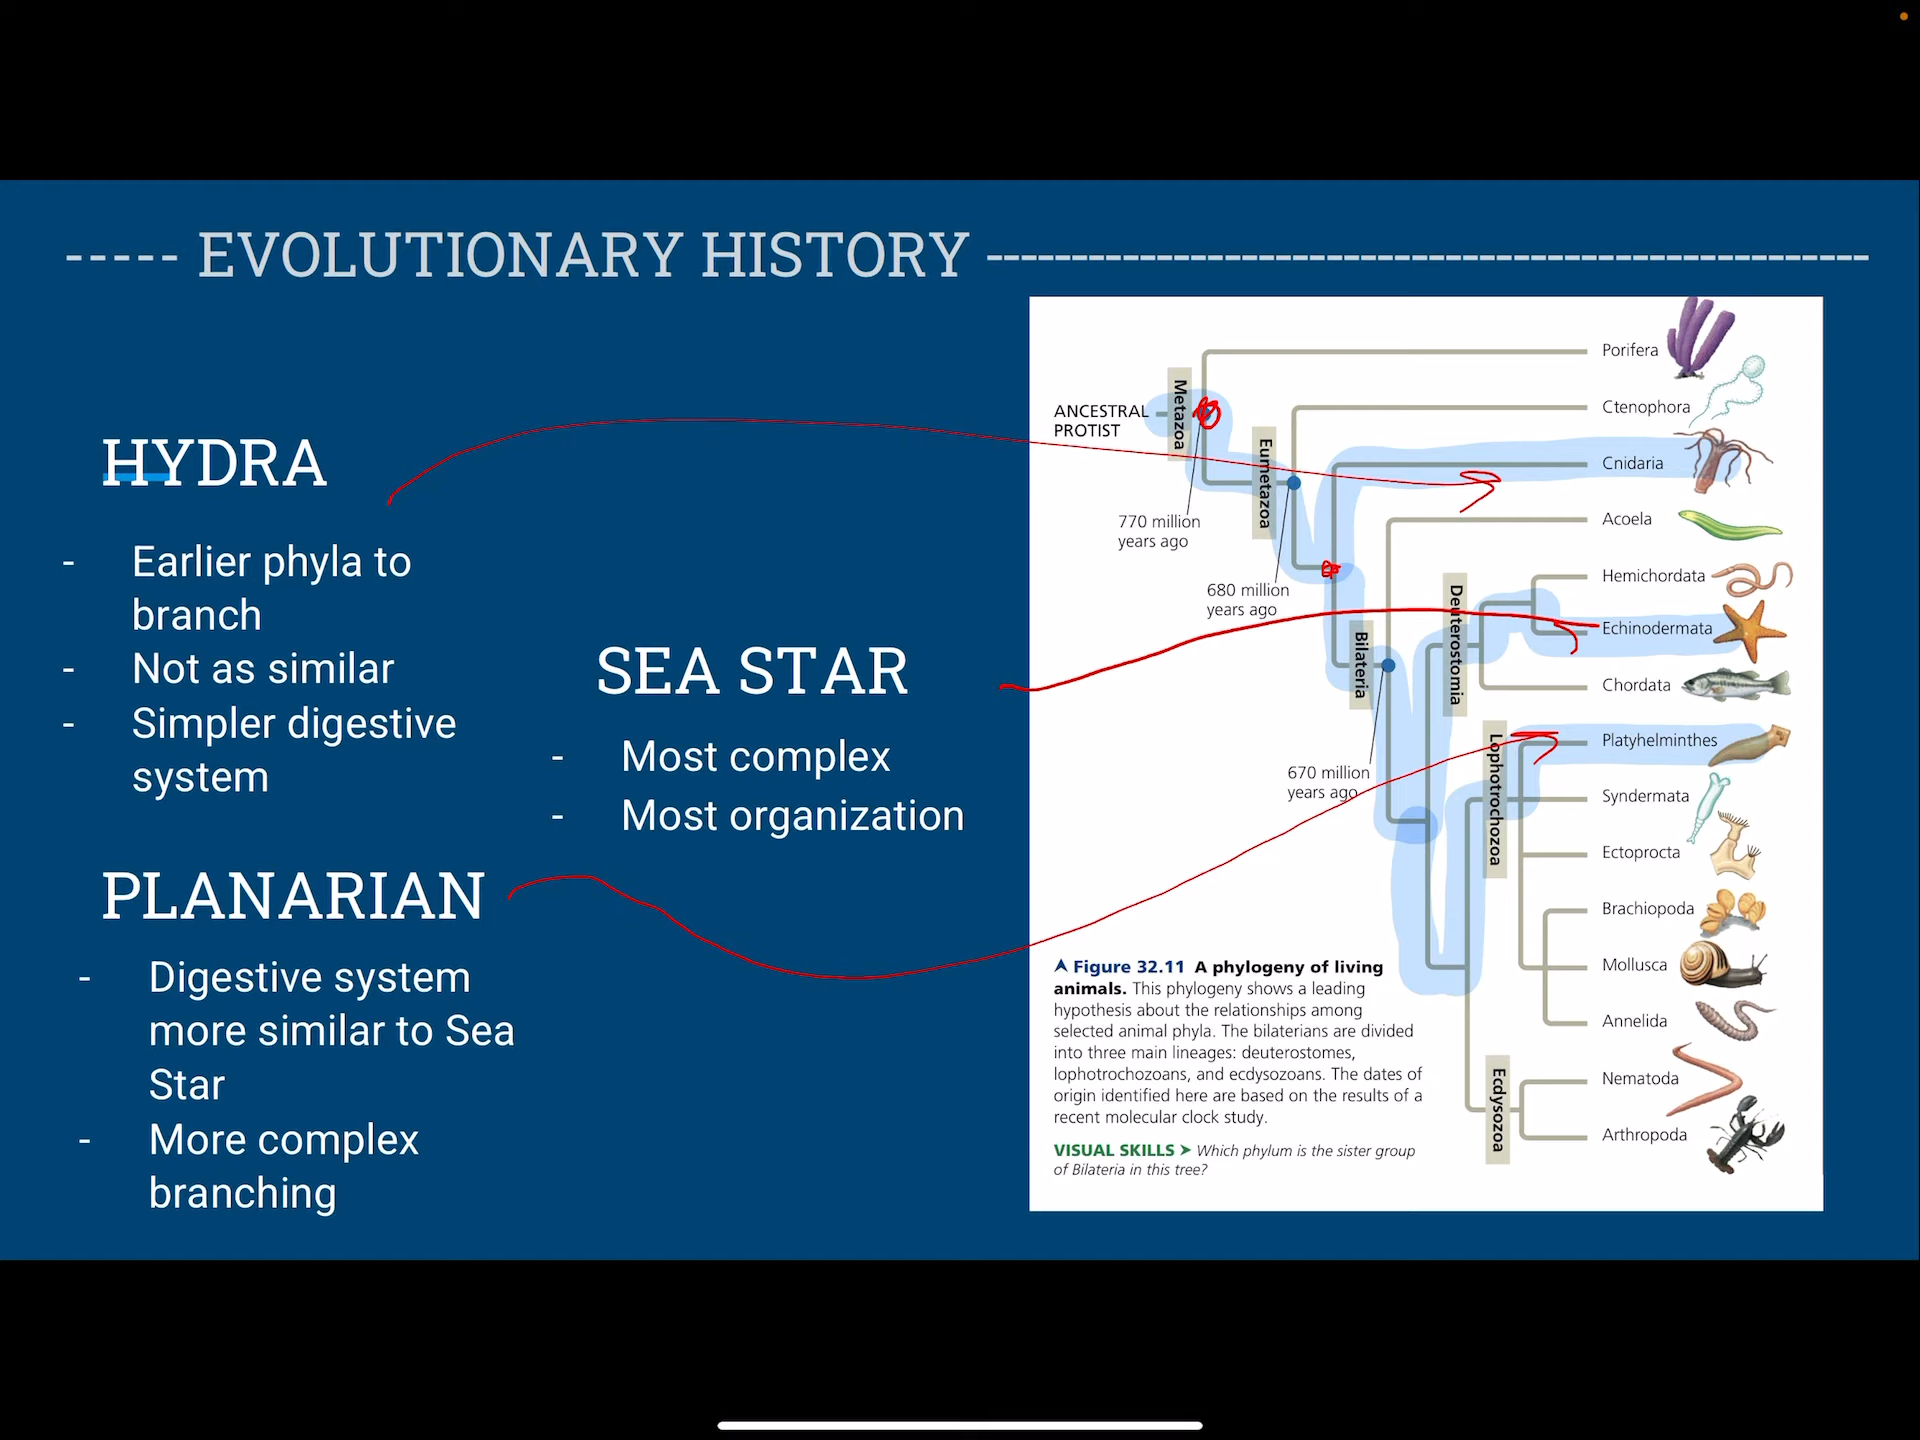 ----- EVOLUTIONARY HISTORY -----------------------------------------------------
HYDRA
- Earlier phyla to
branch
- Not as similar
- Simpler digestive
system
SEA STAR
- Most complex
- Most organization
PLANARIAN
- Digestive system
more similar to Sea
Star
- More complex
branching
ANCESTRAL
PROTIST
Metazoa
Eumetazoa
Bilateria
Deuterostomia
Lophotrochozoa
Ecdysozoa
770 million
years ago
680 million
years ago
670 million
years ago
Porifera
Ctenophora
Cnidaria
Acoela
Hemichordata
Echinodermata
Chordata
Platyhelminthes
Syndermata
Ectoprocta
Brachiopoda
Mollusca
Annelida
Nematoda
Arthropoda
Figure 32.11 A phylogeny of living
animals. This phylogeny shows a leading
hypothesis about the relationships among
selected animal phyla. The bilaterians are divided
into three main lineages: deuterostomes,
lophotrochozoans, and ecdysozoans. The dates of
origin identified here are based on the results of a
recent molecular clock study.
VISUAL SKILLS ➤ Which phylum is the sister group
of Bilateria in this tree?